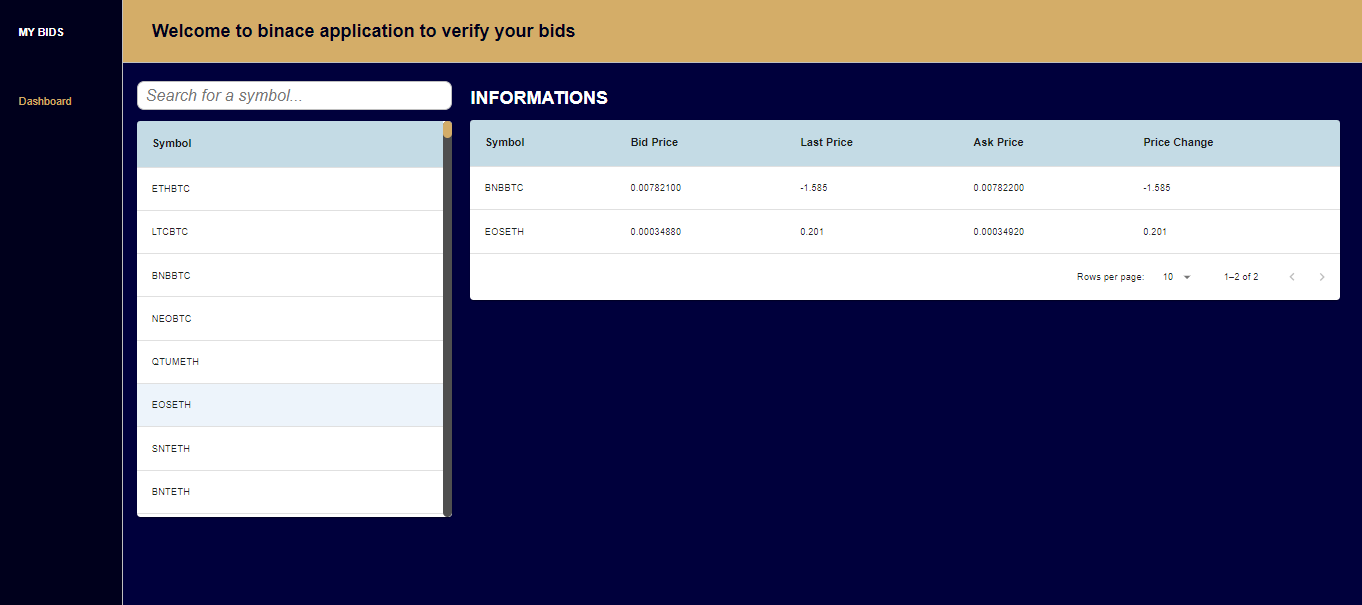 MY BIDS
Dashboard
Welcome to binace application to verify your bids
Search for a symbol...
Symbol
ETHBTC
LTCBTC
BNBBTC
NEOBTC
QTUMETH
EOSETH
SNTETH
BNTETH
INFORMATIONS
Symbol Bid Price Last Price Ask Price Price Change
BNBBTC 0.00782100 -1.585 0.00782200 -1.585
EOSETH 0.00034880 0.201 0.00034920 0.201
Rows per page: 10 1–2 of 2